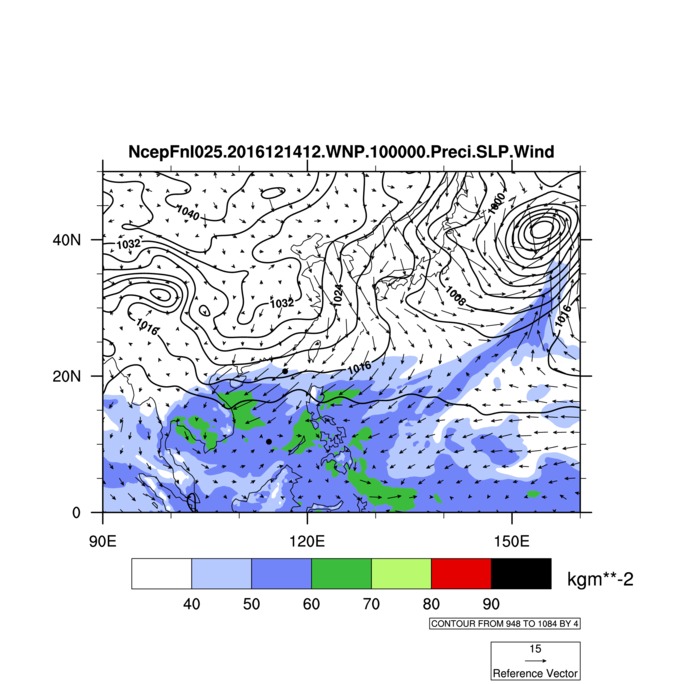 NcepFnl025.2016121412.WNP.100000.Preci.SLP.Wind
1040
1000
40N
1032
1024
1032
1008
1016
1016
1016
20N
0
90E 120E 150E
kgm**-2
40 50 60 70 80 90
CONTOUR FROM 948 TO 1084 BY 4
15
Reference Vector